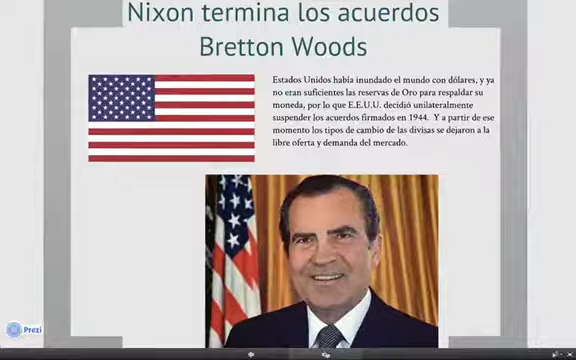 Nixon termina los acuerdos
Bretton Woods
Estados Unidos había inundado el mundo con dólares, y ya
no eran suficientes las reservas de Oro para respaldar su
moneda, por lo que E.E.U.U. decidió unilateralmente
suspender los acuerdos firmados en 1944. Y a partir de ese
momento los tipos de cambio de las divisas se dejaron a la
libre oferta y demanda del mercado.
Prezi